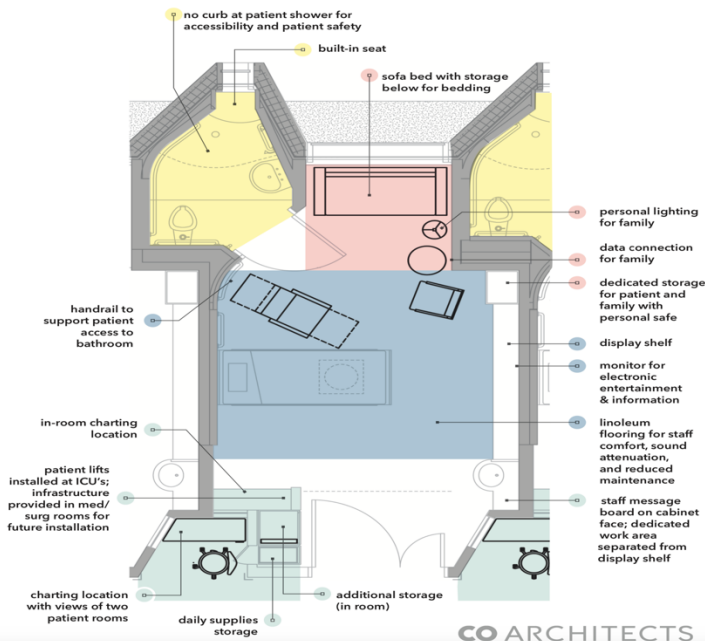 no curb at patient shower for
accessibility and patient safety
built-in seat
sofa bed with storage
below for bedding
personal lighting
for family
data connection
for family
dedicated storage
for patient and
family with
personal safe
handrail to
support patient
access to
bathroom
display shelf
monitor for
electronic
entertainment
& information
in-room charting
location
linoleum
flooring for staff
comfort, sound
attenuation,
and reduced
maintenance
patient lifts
installed at ICU's;
infrastructure
provided in med/
surg rooms for
future installation
staff message
board on cabinet
face; dedicated
work area
separated from
display shelf
charting location
with views of two
patient rooms
daily supplies
storage
additional storage
(in room)
CO ARCHITECTS